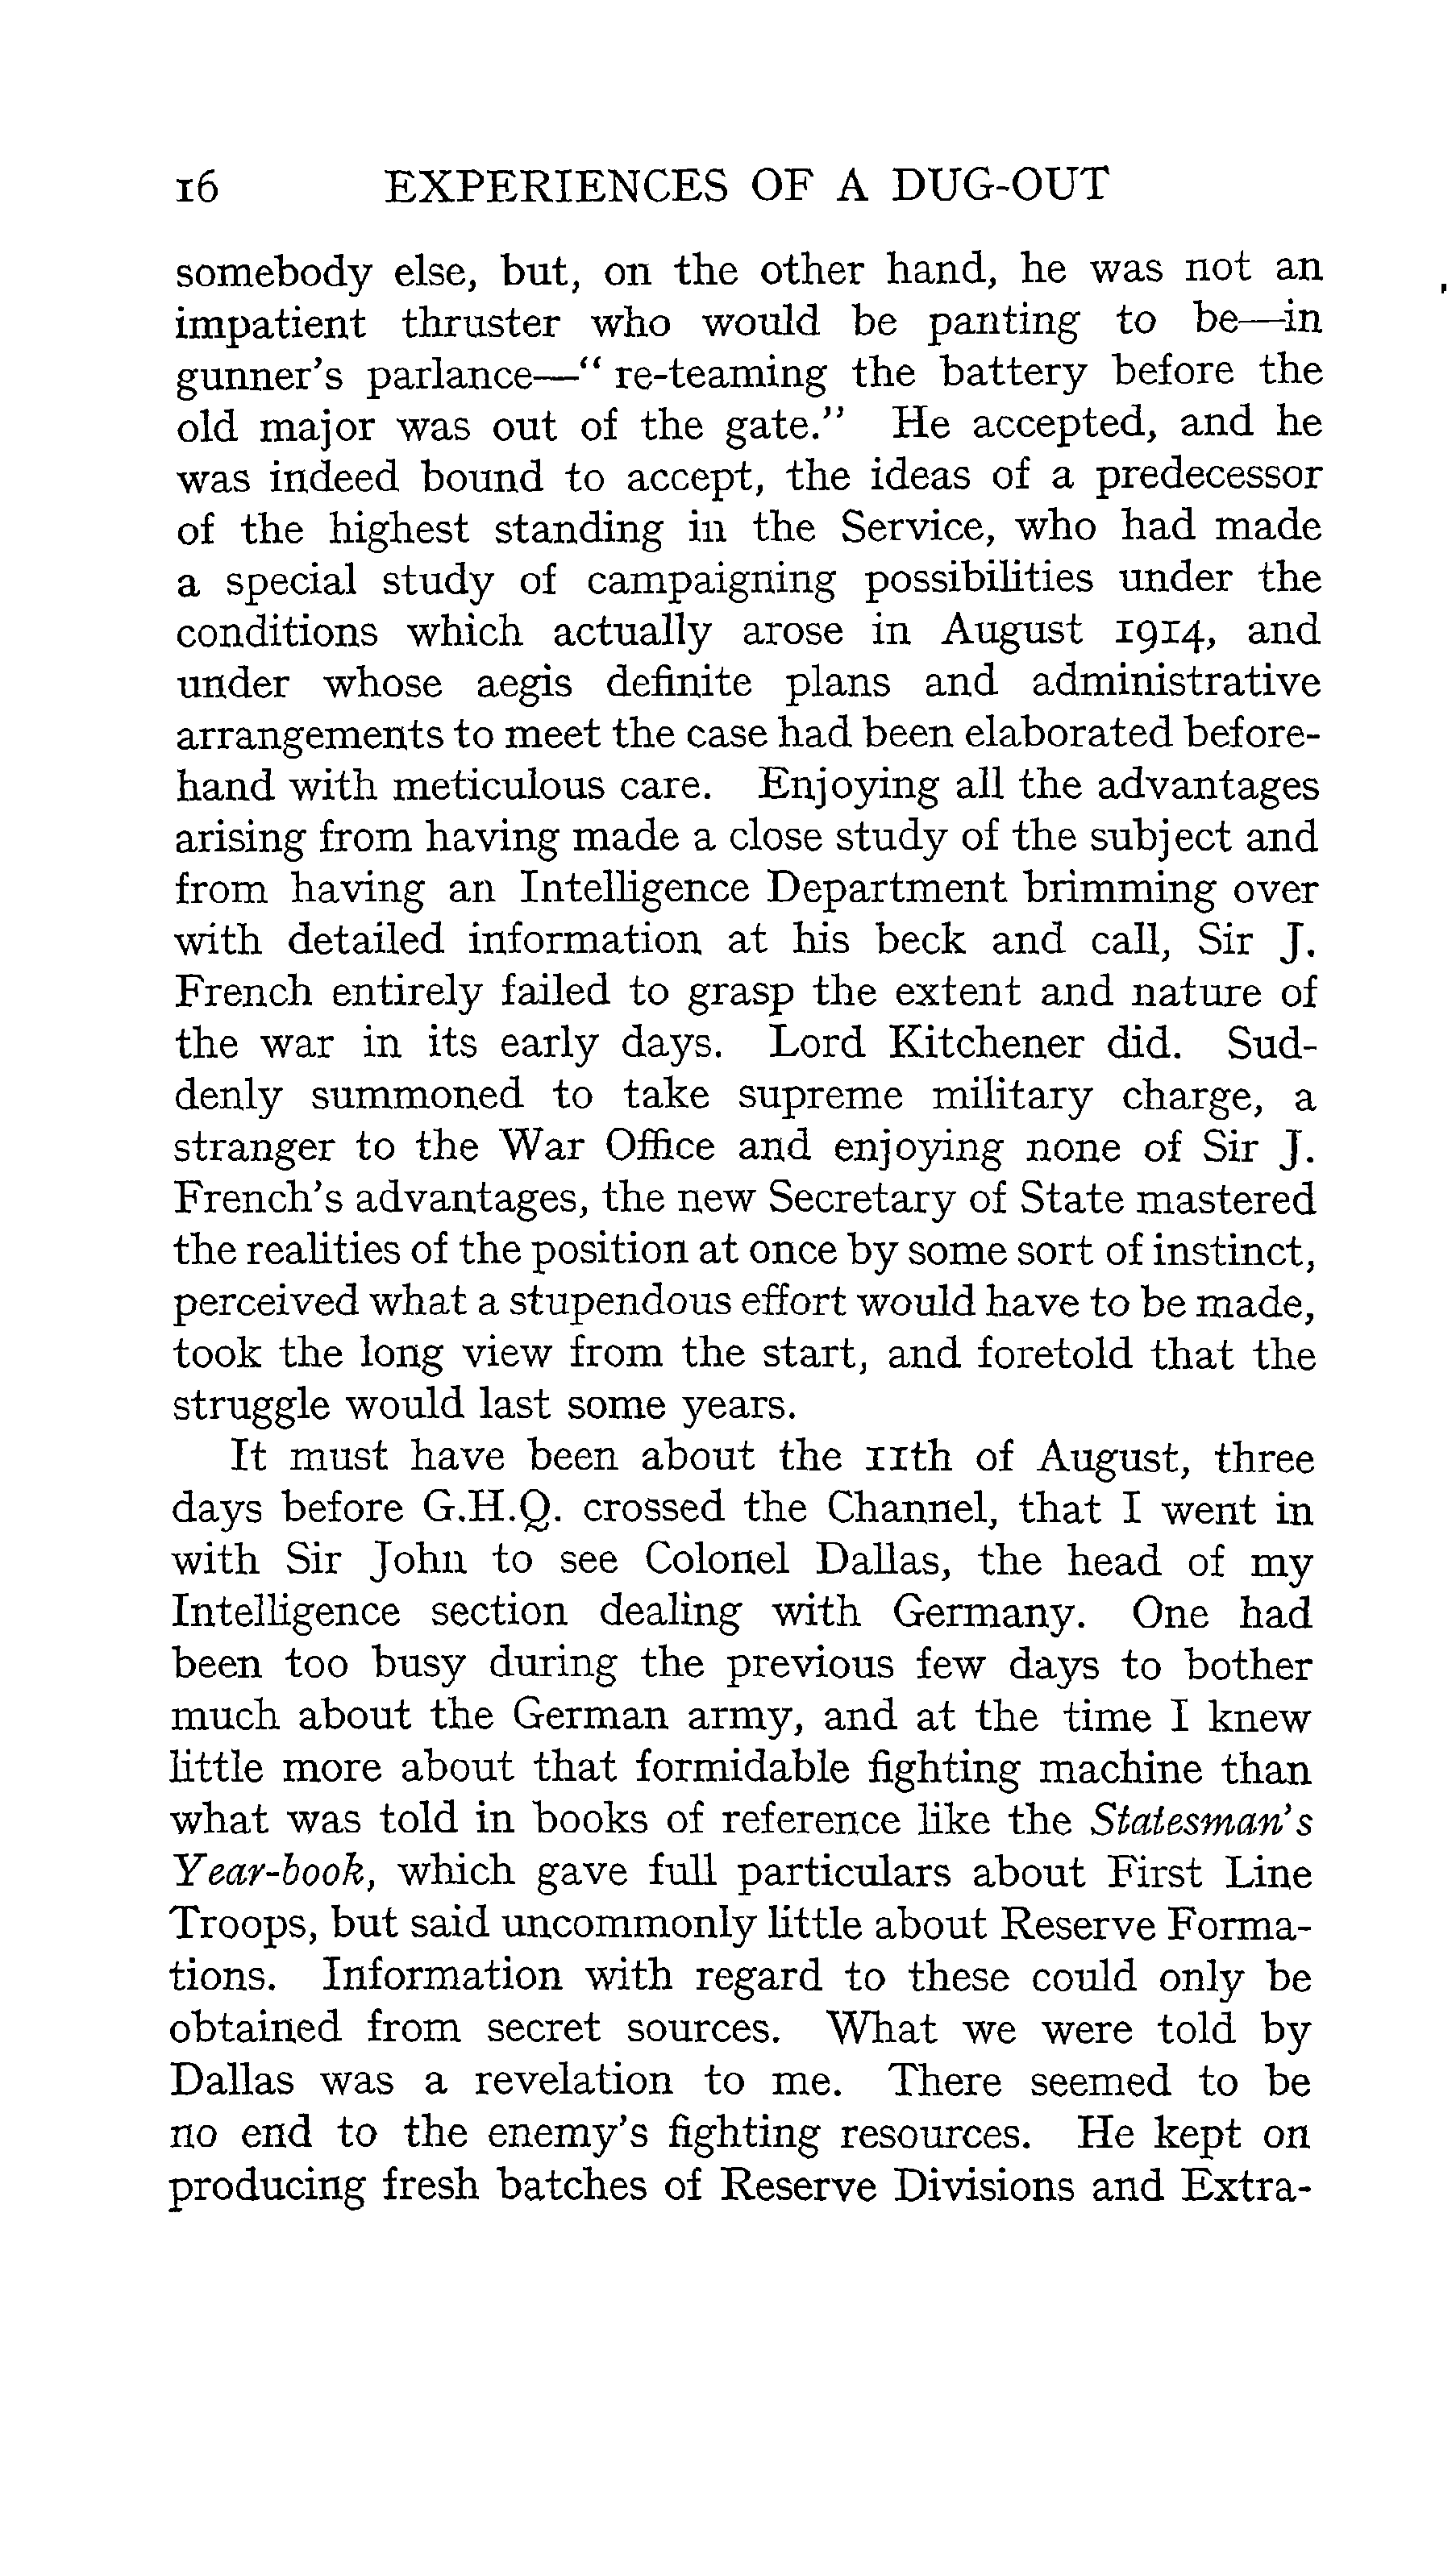 16 EXPERIENCES OF A DUG-OUT
somebody else, but, on the other hand, he was not an
impatient thruster who would be panting to be—in
gunner's parlance—“ re-teaming the battery before the
old major was out of the gate.” He accepted, and he
was indeed bound to accept, the ideas of a predecessor
of the highest standing in the Service, who had made
a special study of campaigning possibilities under the
conditions which actually arose in August 1914, and
under whose aegis definite plans and administrative
arrangements to meet the case had been elaborated before-
hand with meticulous care. Enjoying all the advantages
arising from having made a close study of the subject and
from having an Intelligence Department brimming over
with detailed information at his beck and call, Sir J.
French entirely failed to grasp the extent and nature of
the war in its early days. Lord Kitchener did. Sud-
denly summoned to take supreme military charge, a
stranger to the War Office and enjoying none of Sir J.
French's advantages, the new Secretary of State mastered
the realities of the position at once by some sort of instinct,
perceived what a stupendous effort would have to be made,
took the long view from the start, and foretold that the
struggle would last some years.
It must have been about the 11th of August, three
days before G.H.Q. crossed the Channel, that I went in
with Sir John to see Colonel Dallas, the head of my
Intelligence section dealing with Germany. One had
been too busy during the previous few days to bother
much about the German army, and at the time I knew
little more about that formidable fighting machine than
what was told in books of reference like the Statesman's
Year-book, which gave full particulars about First Line
Troops, but said uncommonly little about Reserve Forma-
tions. Information with regard to these could only be
obtained from secret sources. What we were told by
Dallas was a revelation to me. There seemed to be
no end to the enemy's fighting resources. He kept on
producing fresh batches of Reserve Divisions and Extra-